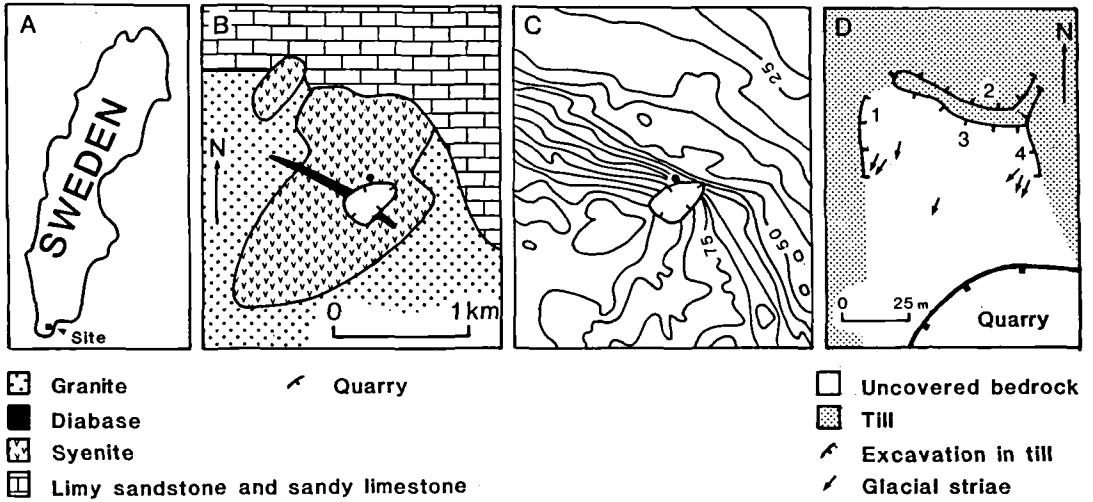 A
SWEDEN
Site
B
N
0 1 km
C
25
50
75
D
N
1
2
3
4
0 25 m
Quarry
Granite
Diabase
Syenite
Limy sandstone and sandy limestone
Quarry
Uncovered bedrock
Till
Excavation in till
Glacial striae